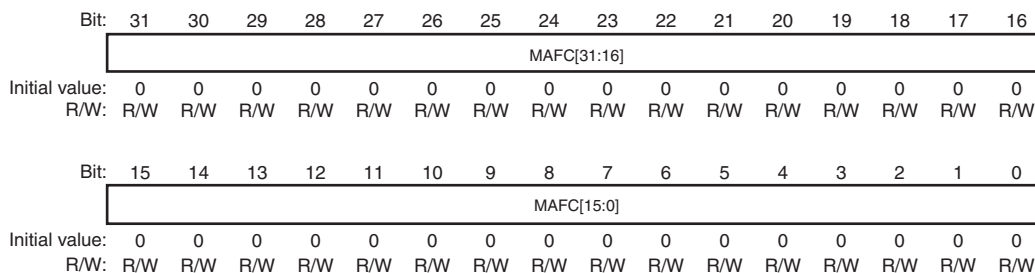 Bit: 31 30 29 28 27 26 25 24 23 22 21 20 19 18 17 16
MAFC[31:16]
Initial value: 0 0 0 0 0 0 0 0 0 0 0 0 0 0 0 0
R/W: R/W R/W R/W R/W R/W R/W R/W R/W R/W R/W R/W R/W R/W R/W R/W R/W
Bit: 15 14 13 12 11 10 9 8 7 6 5 4 3 2 1 0
MAFC[15:0]
Initial value: 0 0 0 0 0 0 0 0 0 0 0 0 0 0 0 0
R/W: R/W R/W R/W R/W R/W R/W R/W R/W R/W R/W R/W R/W R/W R/W R/W R/W